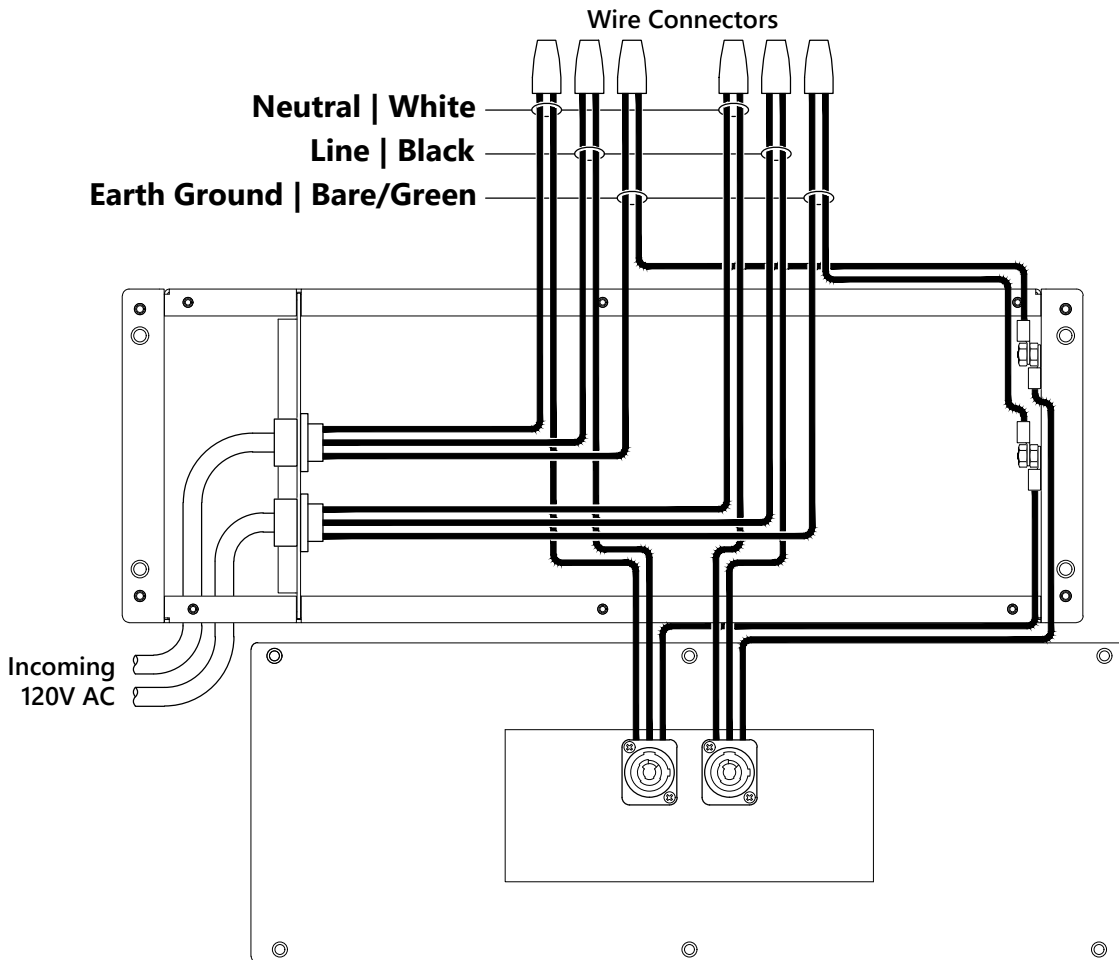 Wire Connectors
Neutral | White
Line | Black
Earth Ground | Bare/Green
Incoming
120V AC